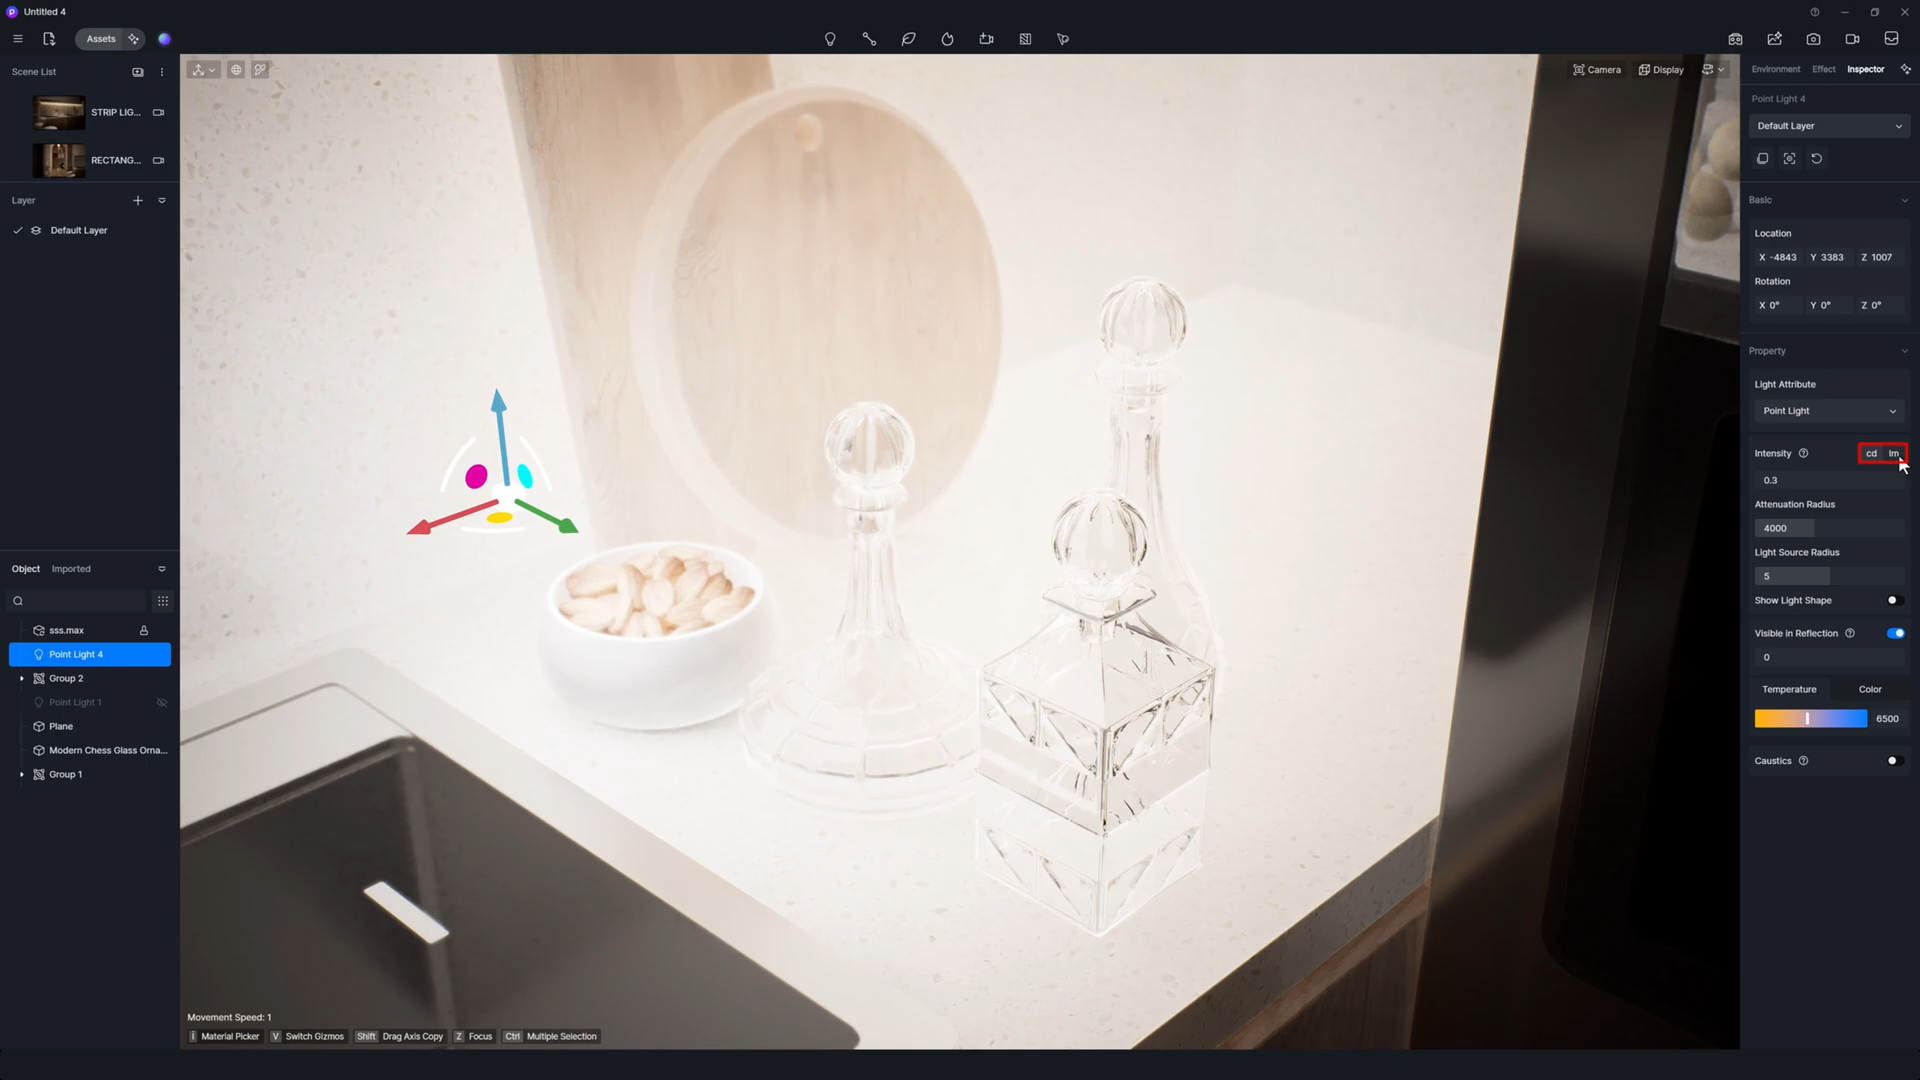 Untitled 4
Assets
Scene List
STRIP LIG...
RECTANG...
Layer
Default Layer
Object Imported
sss.max
Point Light 4
Group 2
Point Light 1
Plane
Modern Chess Glass Orna...
Group 1
Camera Display
Movement Speed: 1
i Material Picker V Switch Gizmos Shift Drag Axis Copy Z Focus Ctrl Multiple Selection
Environment Effect Inspector
Point Light 4
Default Layer
Basic
Location
X -4843 Y 3383 Z 1007
Rotation
X 0° Y 0° Z 0°
Property
Light Attribute
Point Light
Intensity cd lm
0.3
Attenuation Radius
4000
Light Source Radius
5
Show Light Shape
Visible in Reflection
0
Temperature Color
6500
Caustics